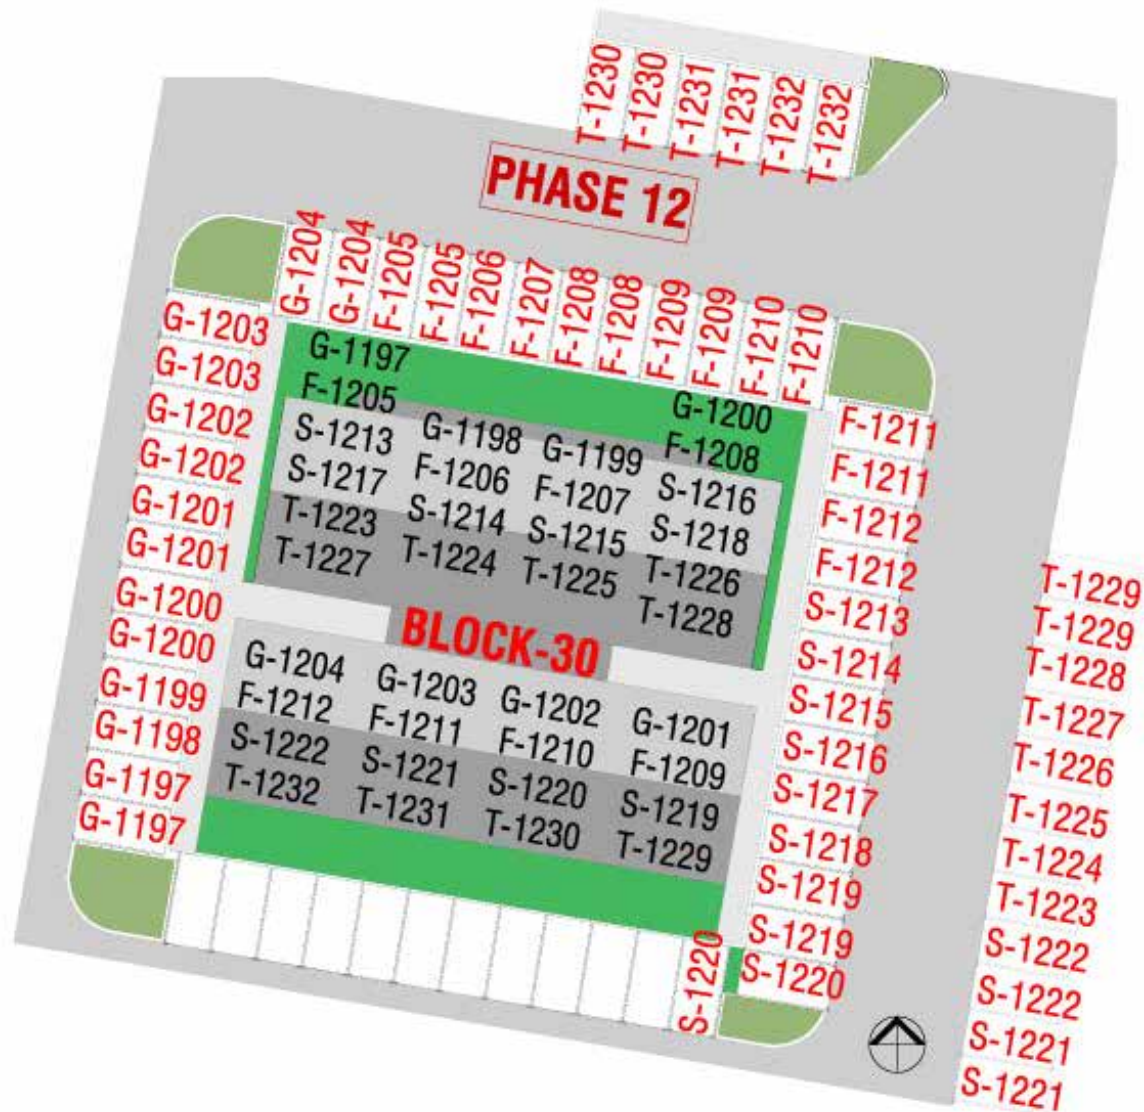 T-1230
T-1230
T-1231
T-1231
T-1232
T-1232
PHASE 12
G-1204
G-1204
F-1205
F-1205
F-1206
F-1207
F-1208
F-1208
F-1209
F-1209
F-1210
F-1210
G-1203
G-1203
G-1202
G-1202
G-1201
G-1201
G-1200
G-1200
G-1199
G-1198
G-1197
G-1197
G-1197
F-1205
S-1213
S-1217
T-1223
T-1227
G-1198
F-1206
S-1214
T-1224
G-1199
F-1207
S-1215
T-1225
G-1200
F-1208
S-1216
S-1218
T-1226
T-1228
BLOCK-30
G-1204
F-1212
S-1222
T-1232
G-1203
F-1211
S-1221
T-1231
G-1202
F-1210
S-1220
T-1230
G-1201
F-1209
S-1219
T-1229
F-1211
F-1211
F-1212
F-1212
S-1213
S-1214
S-1215
S-1216
S-1217
S-1218
S-1219
S-1219
S-1220
S-1220
T-1229
T-1229
T-1228
T-1227
T-1226
T-1225
T-1224
T-1223
S-1222
S-1222
S-1221
S-1221